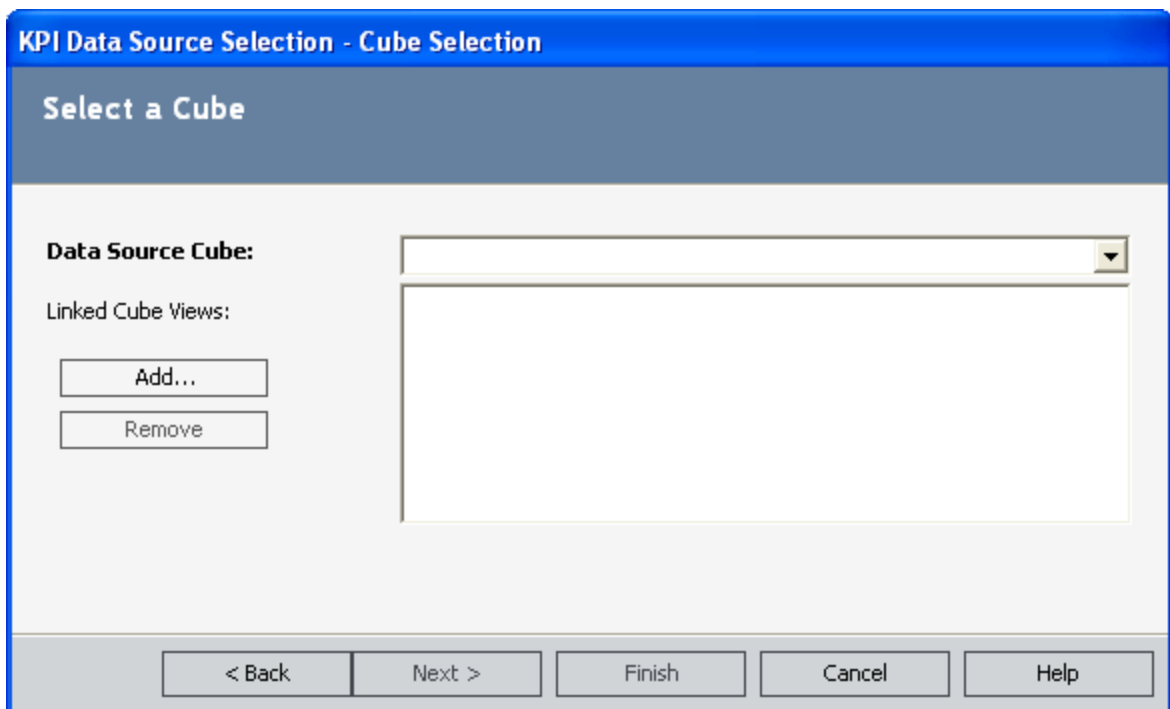 KPI Data Source Selection - Cube Selection
Select a Cube
Data Source Cube:
Linked Cube Views:
Add...
Remove
< Back Next > Finish Cancel Help